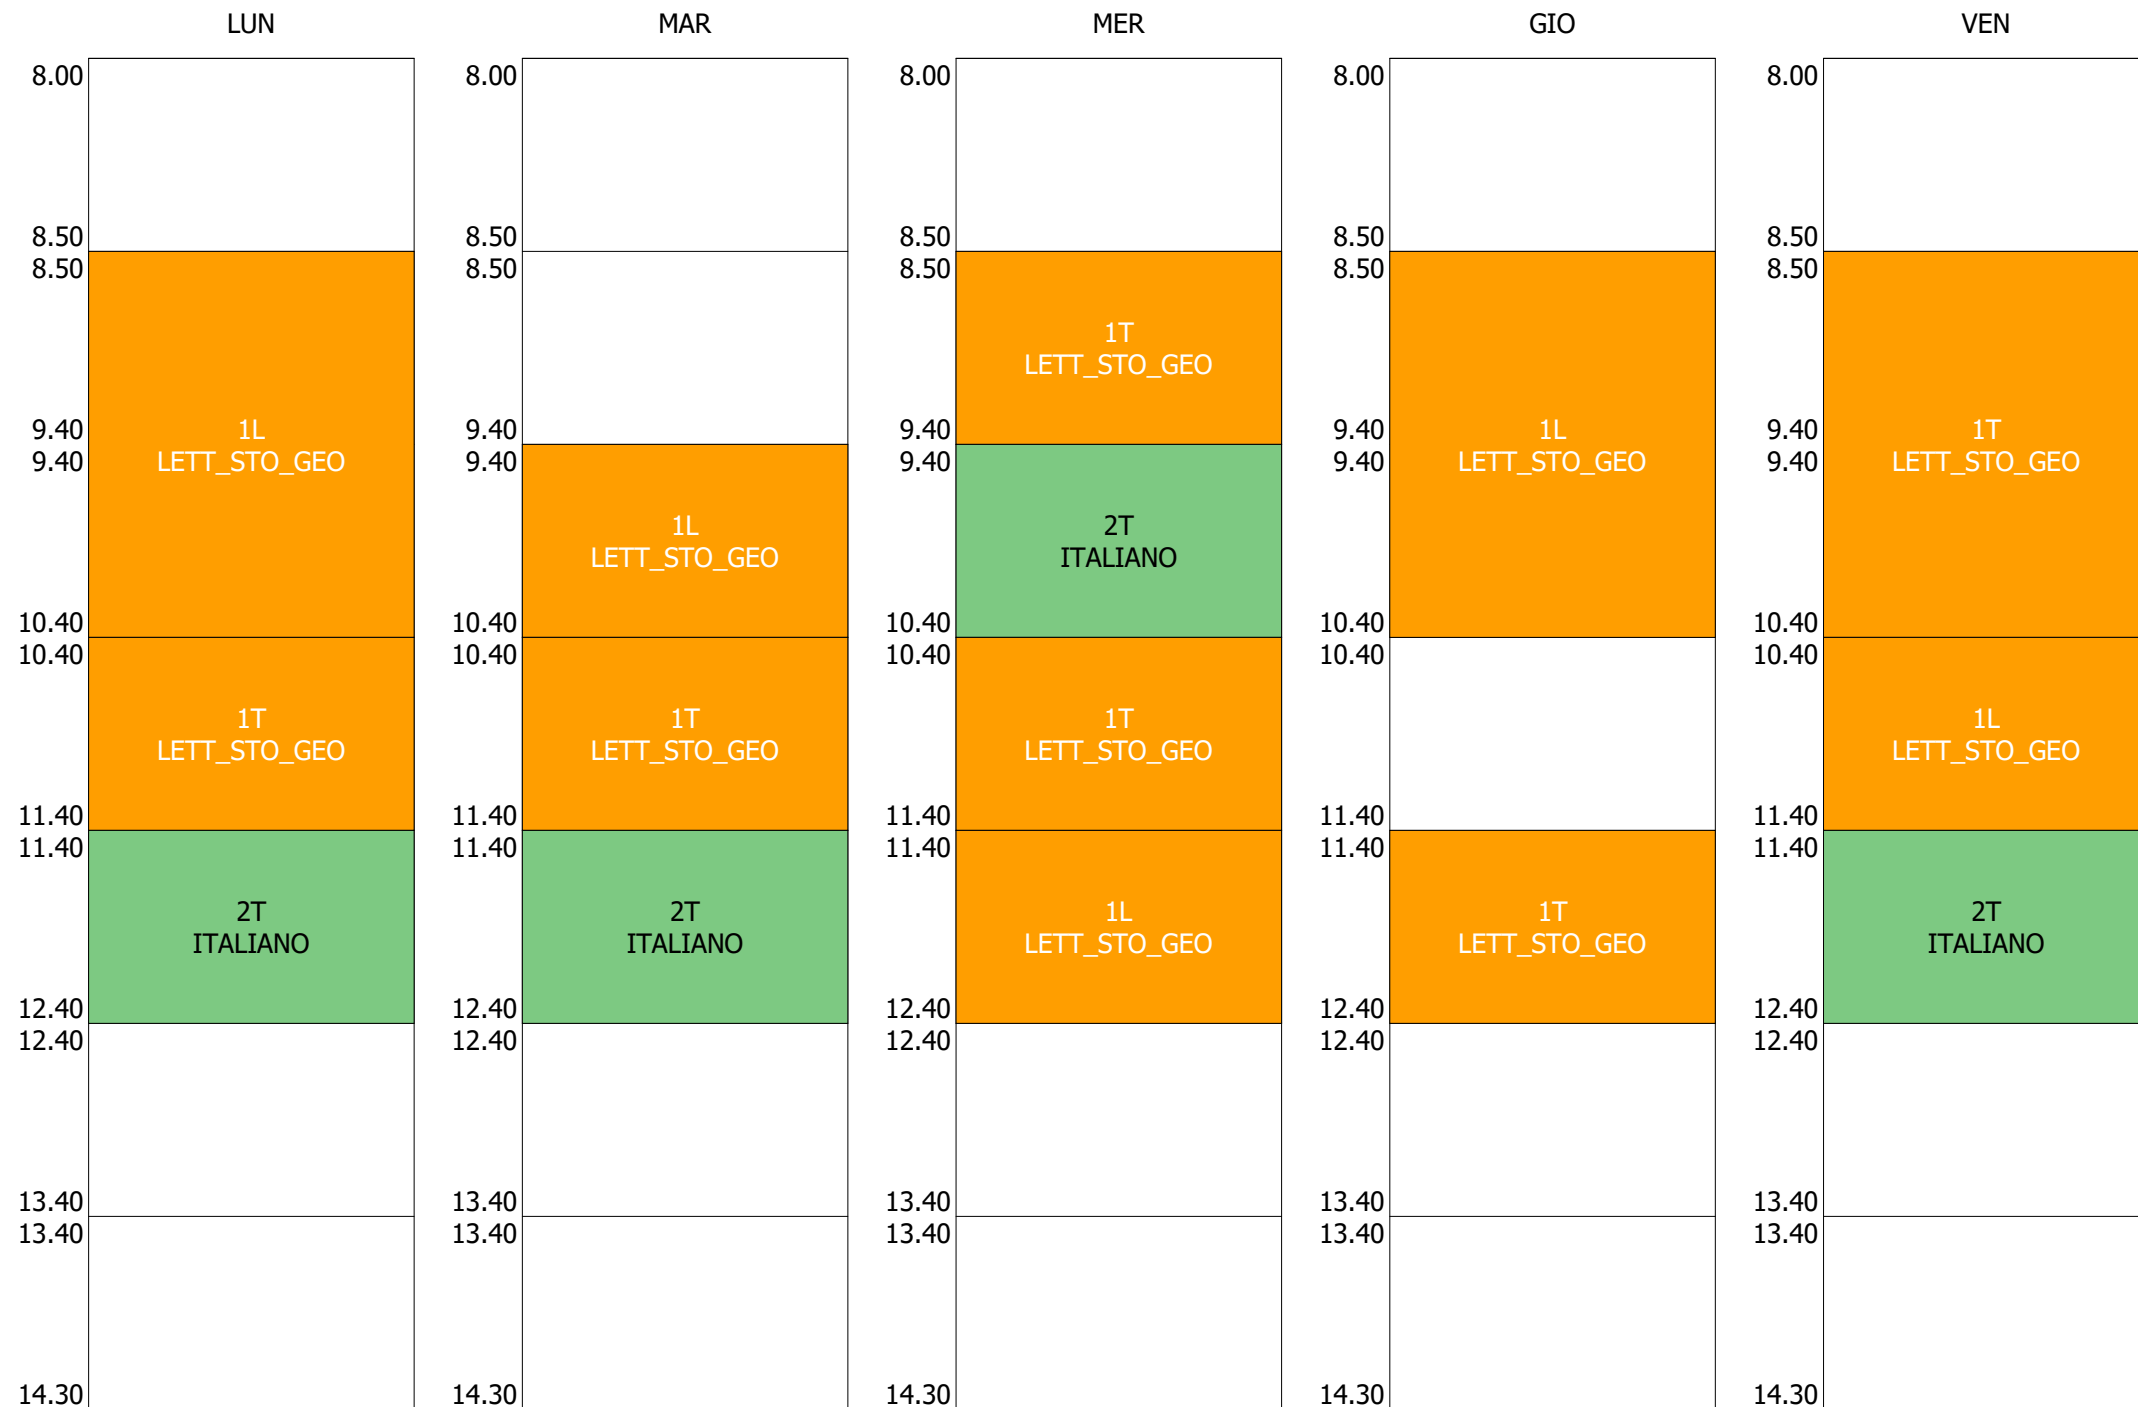 LUN MAR MER GIO VEN
8.00 8.00 8.00 8.00 8.00
8.50 8.50 8.50 8.50 8.50
8.50 8.50 8.50 8.50 8.50
1T
LETT_STO_GEO
9.40 1L 9.40 9.40 9.40 1L 9.40 1T
9.40 LETT_STO_GEO 9.40 9.40 9.40 LETT_STO_GEO 9.40 LETT_STO_GEO
1L 2T
LETT_STO_GEO ITALIANO
10.40 10.40 10.40 10.40 10.40
10.40 10.40 10.40 10.40 10.40
1T 1T 1T 1L
LETT_STO_GEO LETT_STO_GEO LETT_STO_GEO LETT_STO_GEO
11.40 11.40 11.40 11.40 11.40
11.40 11.40 11.40 11.40 11.40
2T 2T 1L 1T 2T
ITALIANO ITALIANO LETT_STO_GEO LETT_STO_GEO ITALIANO
12.40 12.40 12.40 12.40 12.40
12.40 12.40 12.40 12.40 12.40
13.40 13.40 13.40 13.40 13.40
13.40 13.40 13.40 13.40 13.40
14.30 14.30 14.30 14.30 14.30